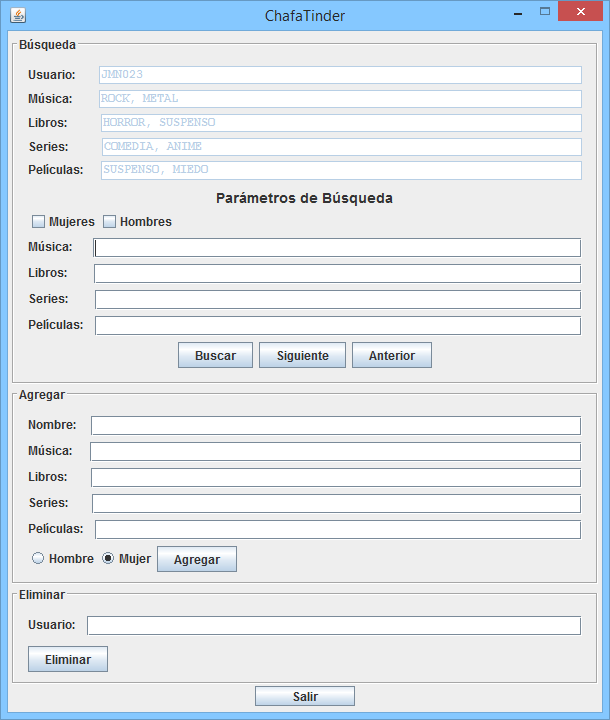 ChafaTinder
Búsqueda
Usuario: JMN023
Música: ROCK, METAL
Libros: HORROR, SUSPENSO
Series: COMEDIA, ANIME
Películas: SUSPENSO, MIEDO
Parámetros de Búsqueda
Mujeres Hombres
Música:
Libros:
Series:
Películas:
Buscar Siguiente Anterior
Agregar
Nombre:
Música:
Libros:
Series:
Películas:
Hombre Mujer Agregar
Eliminar
Usuario:
Eliminar
Salir